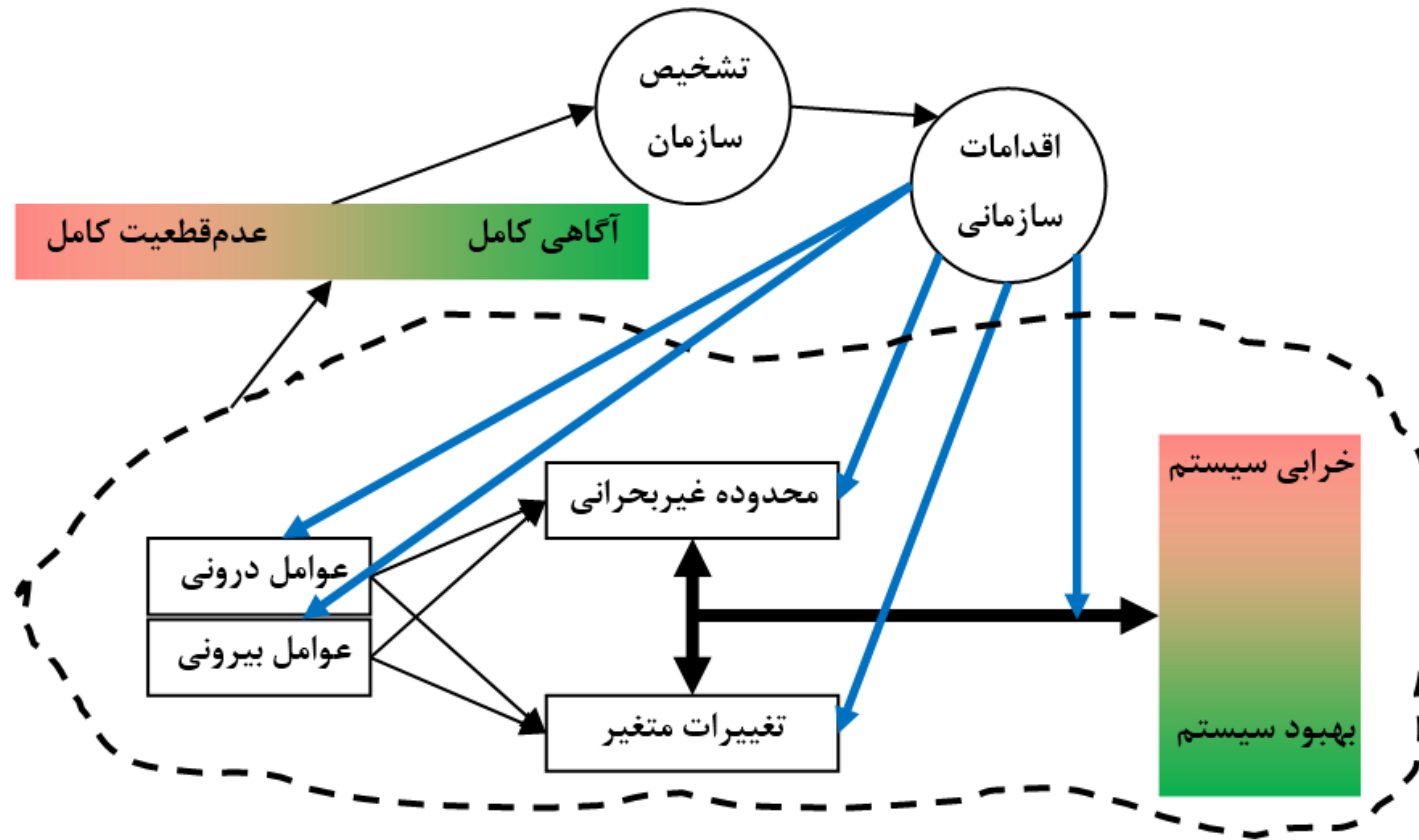 تشخیص
سازمان
اقدامات
سازمانی
عدم‌قطعیت کامل
آگاهی کامل
محدوده غیربحرانی
خرابی سیستم
عوامل درونی
عوامل بیرونی
تغییرات متغیر
بهبود سیستم